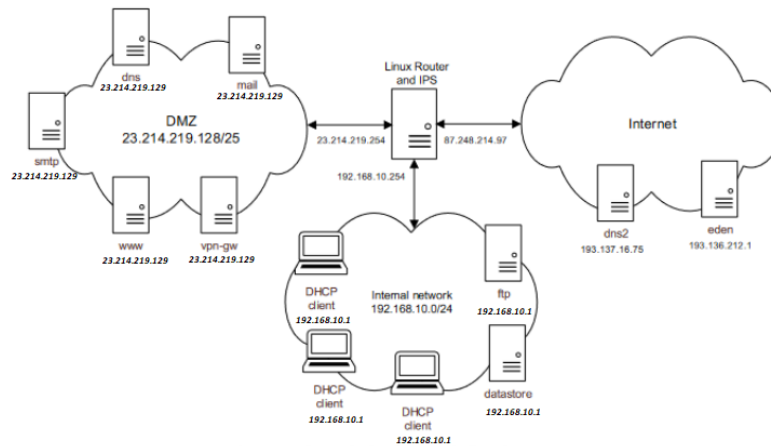 dns
23.214.219.129
mail
23.214.219.129
smtp
23.214.219.129
DMZ
23.214.219.128/25
www
23.214.219.129
vpn-gw
23.214.219.129
Linux Router
and IPS
23.214.219.254
87.248.214.97
192.168.10.254
Internet
dns2
193.137.16.75
eden
193.136.212.1
Internal network
192.168.10.0/24
DHCP
client
192.168.10.1
DHCP
client
192.168.10.1
DHCP
client
192.168.10.1
ftp
192.168.10.1
datastore
192.168.10.1